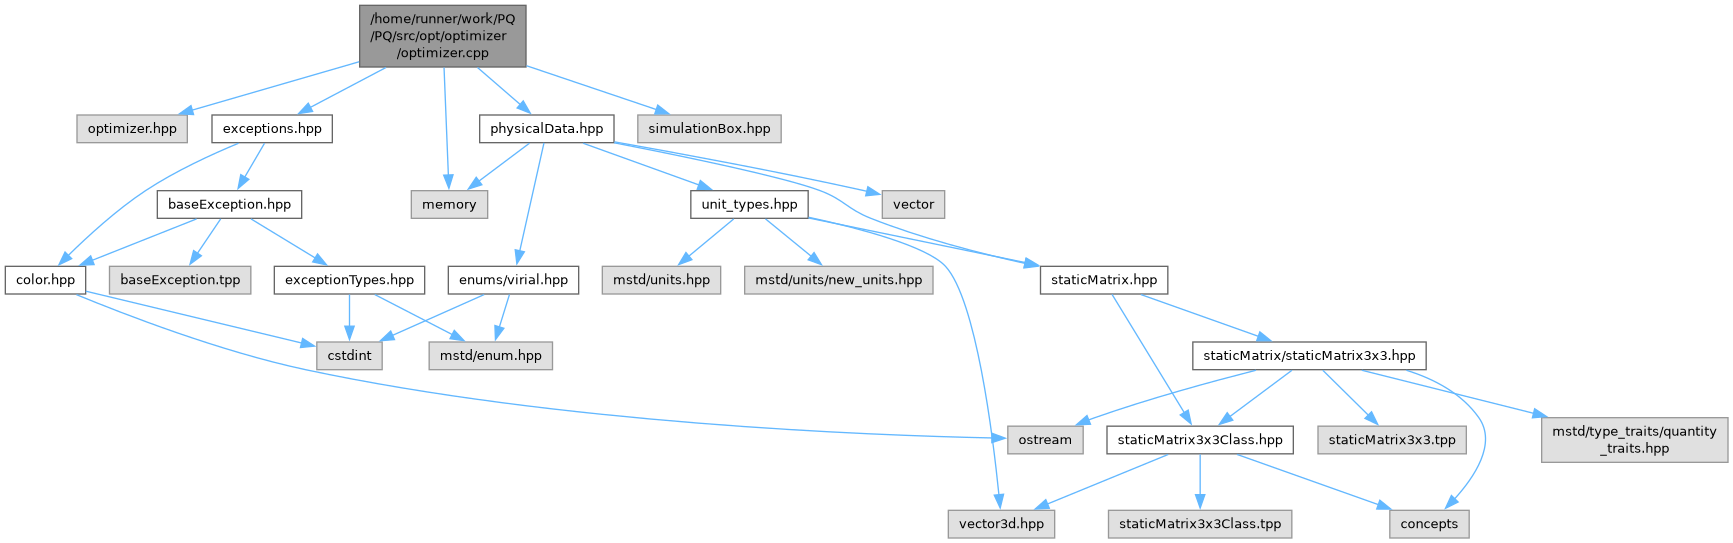 /home/runner/work/PQ
/PQ/src/opt/optimizer
/optimizer.cpp
optimizer.hpp
exceptions.hpp
physicalData.hpp
simulationBox.hpp
baseException.hpp
memory
unit_types.hpp
vector
color.hpp
baseException.tpp
exceptionTypes.hpp
enums/virial.hpp
mstd/units.hpp
mstd/units/new_units.hpp
staticMatrix.hpp
cstdint
mstd/enum.hpp
staticMatrix/staticMatrix3x3.hpp
ostream
staticMatrix3x3Class.hpp
staticMatrix3x3.tpp
mstd/type_traits/quantity
_traits.hpp
vector3d.hpp
staticMatrix3x3Class.tpp
concepts